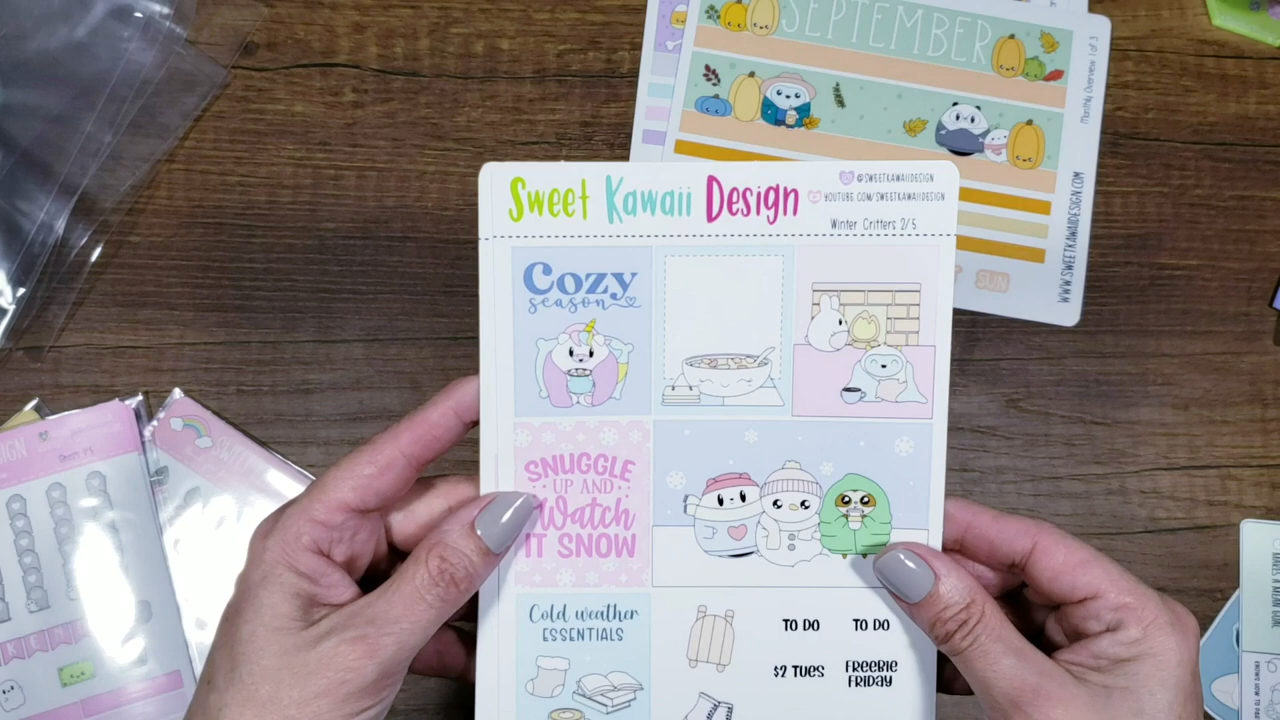 SEPTEMBER
Monthly Overview 1 of 3
WWW.SWEETKAWAIIDESIGN.COM
SUN
Sweet Kawaii Design
@SWEETKAWAIIDESIGN
YOUTUBE.COM/SWEETKAWAIIDESIGN
Winter Critters 2/5
Cozy
season
SNUGGLE
UP AND
Watch
IT SNOW
Cold weather
ESSENTIALS
TO DO TO DO
$2 TUES FREEBIE
FRIDAY